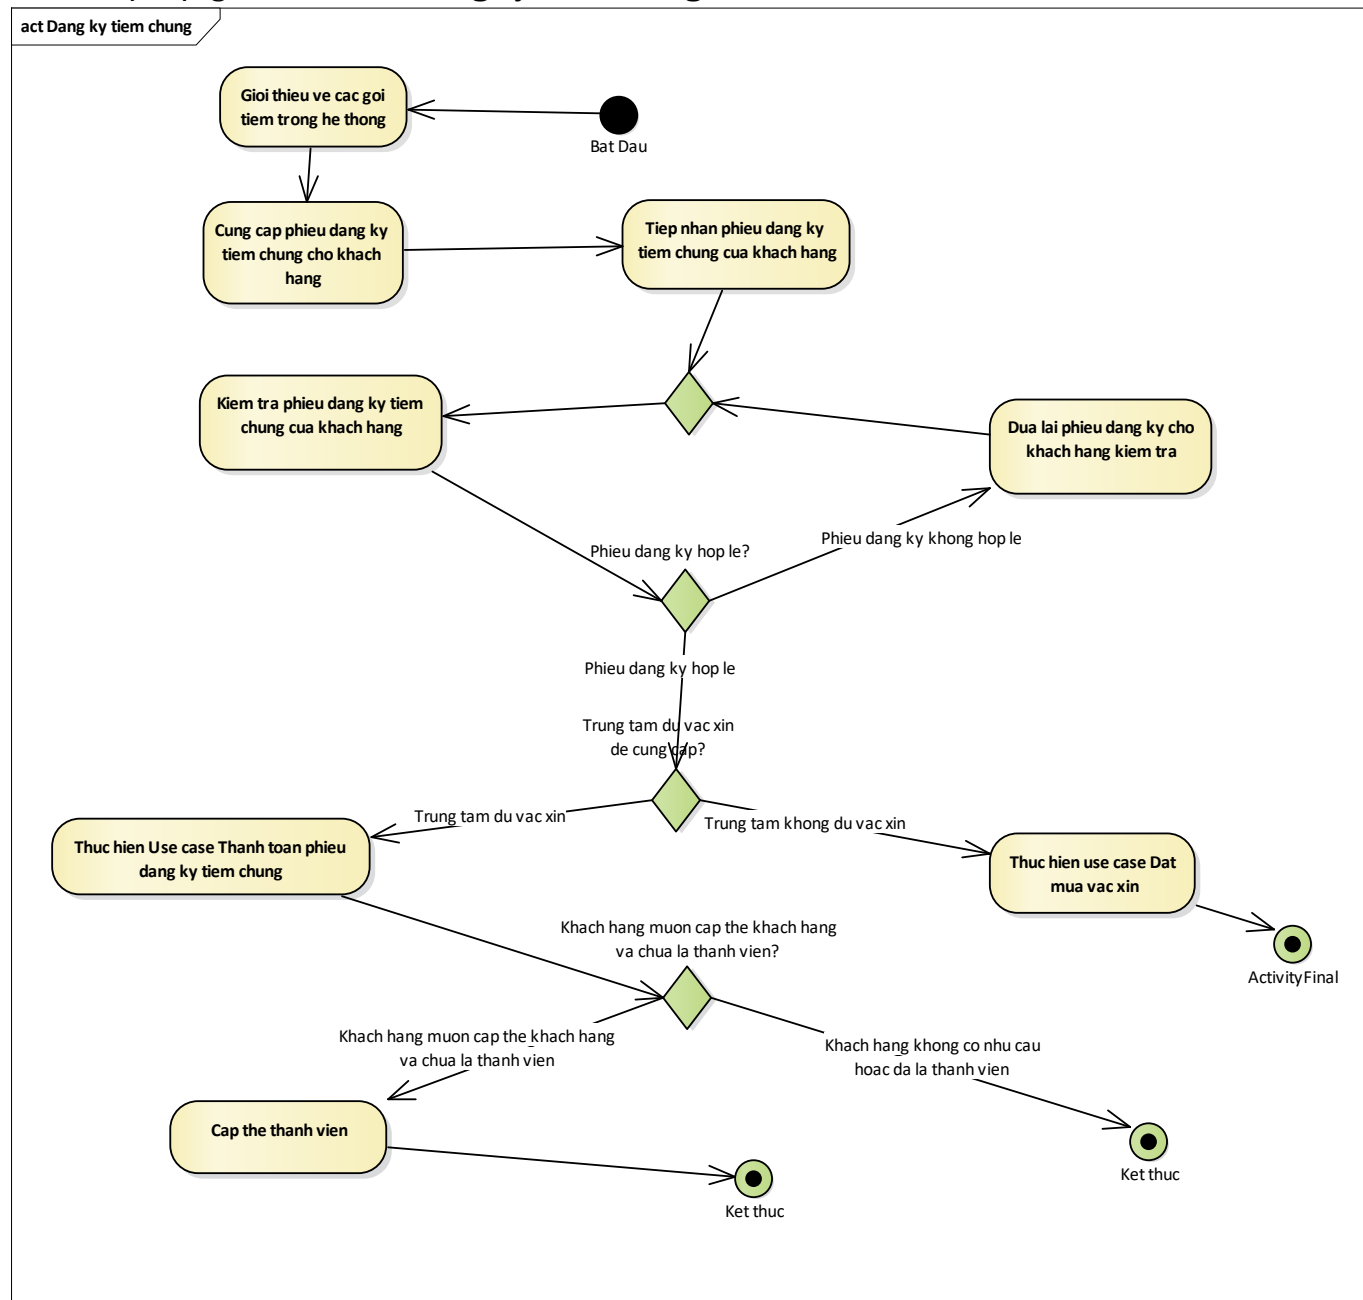 act Dang ky tiem chung
Gioi thieu ve cac goi
tiem trong he thong
Bat Dau
Cung cap phieu dang ky
tiem chung cho khach
hang
Tiep nhan phieu dang ky
tiem chung cua khach hang
Kiem tra phieu dang ky tiem
chung cua khach hang
Dua lai phieu dang ky cho
khach hang kiem tra
Phieu dang ky hop le?
Phieu dang ky khong hop le
Phieu dang ky hop le
Trung tam du vac xin
de cung cap?
Trung tam du vac xin
Trung tam khong du vac xin
Thuc hien Use case Thanh toan phieu
dang ky tiem chung
Thuc hien use case Dat
mua vac xin
ActivityFinal
Khach hang muon cap the khach hang
va chua la thanh vien?
Khach hang muon cap the khach hang
va chua la thanh vien
Khach hang khong co nhu cau
hoac da la thanh vien
Cap the thanh vien
Ket thuc
Ket thuc